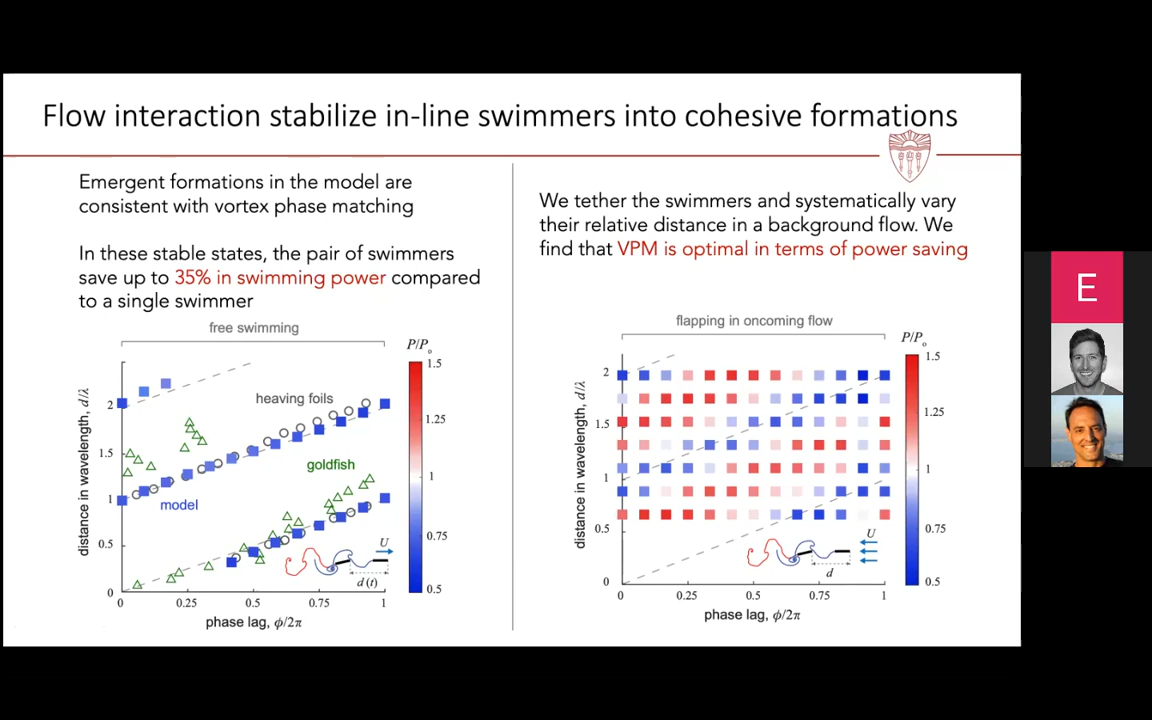 Flow interaction stabilize in-line swimmers into cohesive formations
Emergent formations in the model are
consistent with vortex phase matching
In these stable states, the pair of swimmers
save up to 35% in swimming power compared
to a single swimmer
free swimming
P/Pₒ
1.5
1.25
1
0.75
0.5
heaving foils
goldfish
model
U
d(t)
distance in wavelength, d/λ
2
1.5
1
0.5
0
0
0.25
0.5
0.75
1
phase lag, ϕ/2π
We tether the swimmers and systematically vary
their relative distance in a background flow. We
find that VPM is optimal in terms of power saving
flapping in oncoming flow
P/Pₒ
1.5
1.25
1
0.75
0.5
U
d
distance in wavelength, d/λ
2
1.5
1
0.5
0
0
0.25
0.5
0.75
1
phase lag, ϕ/2π
E